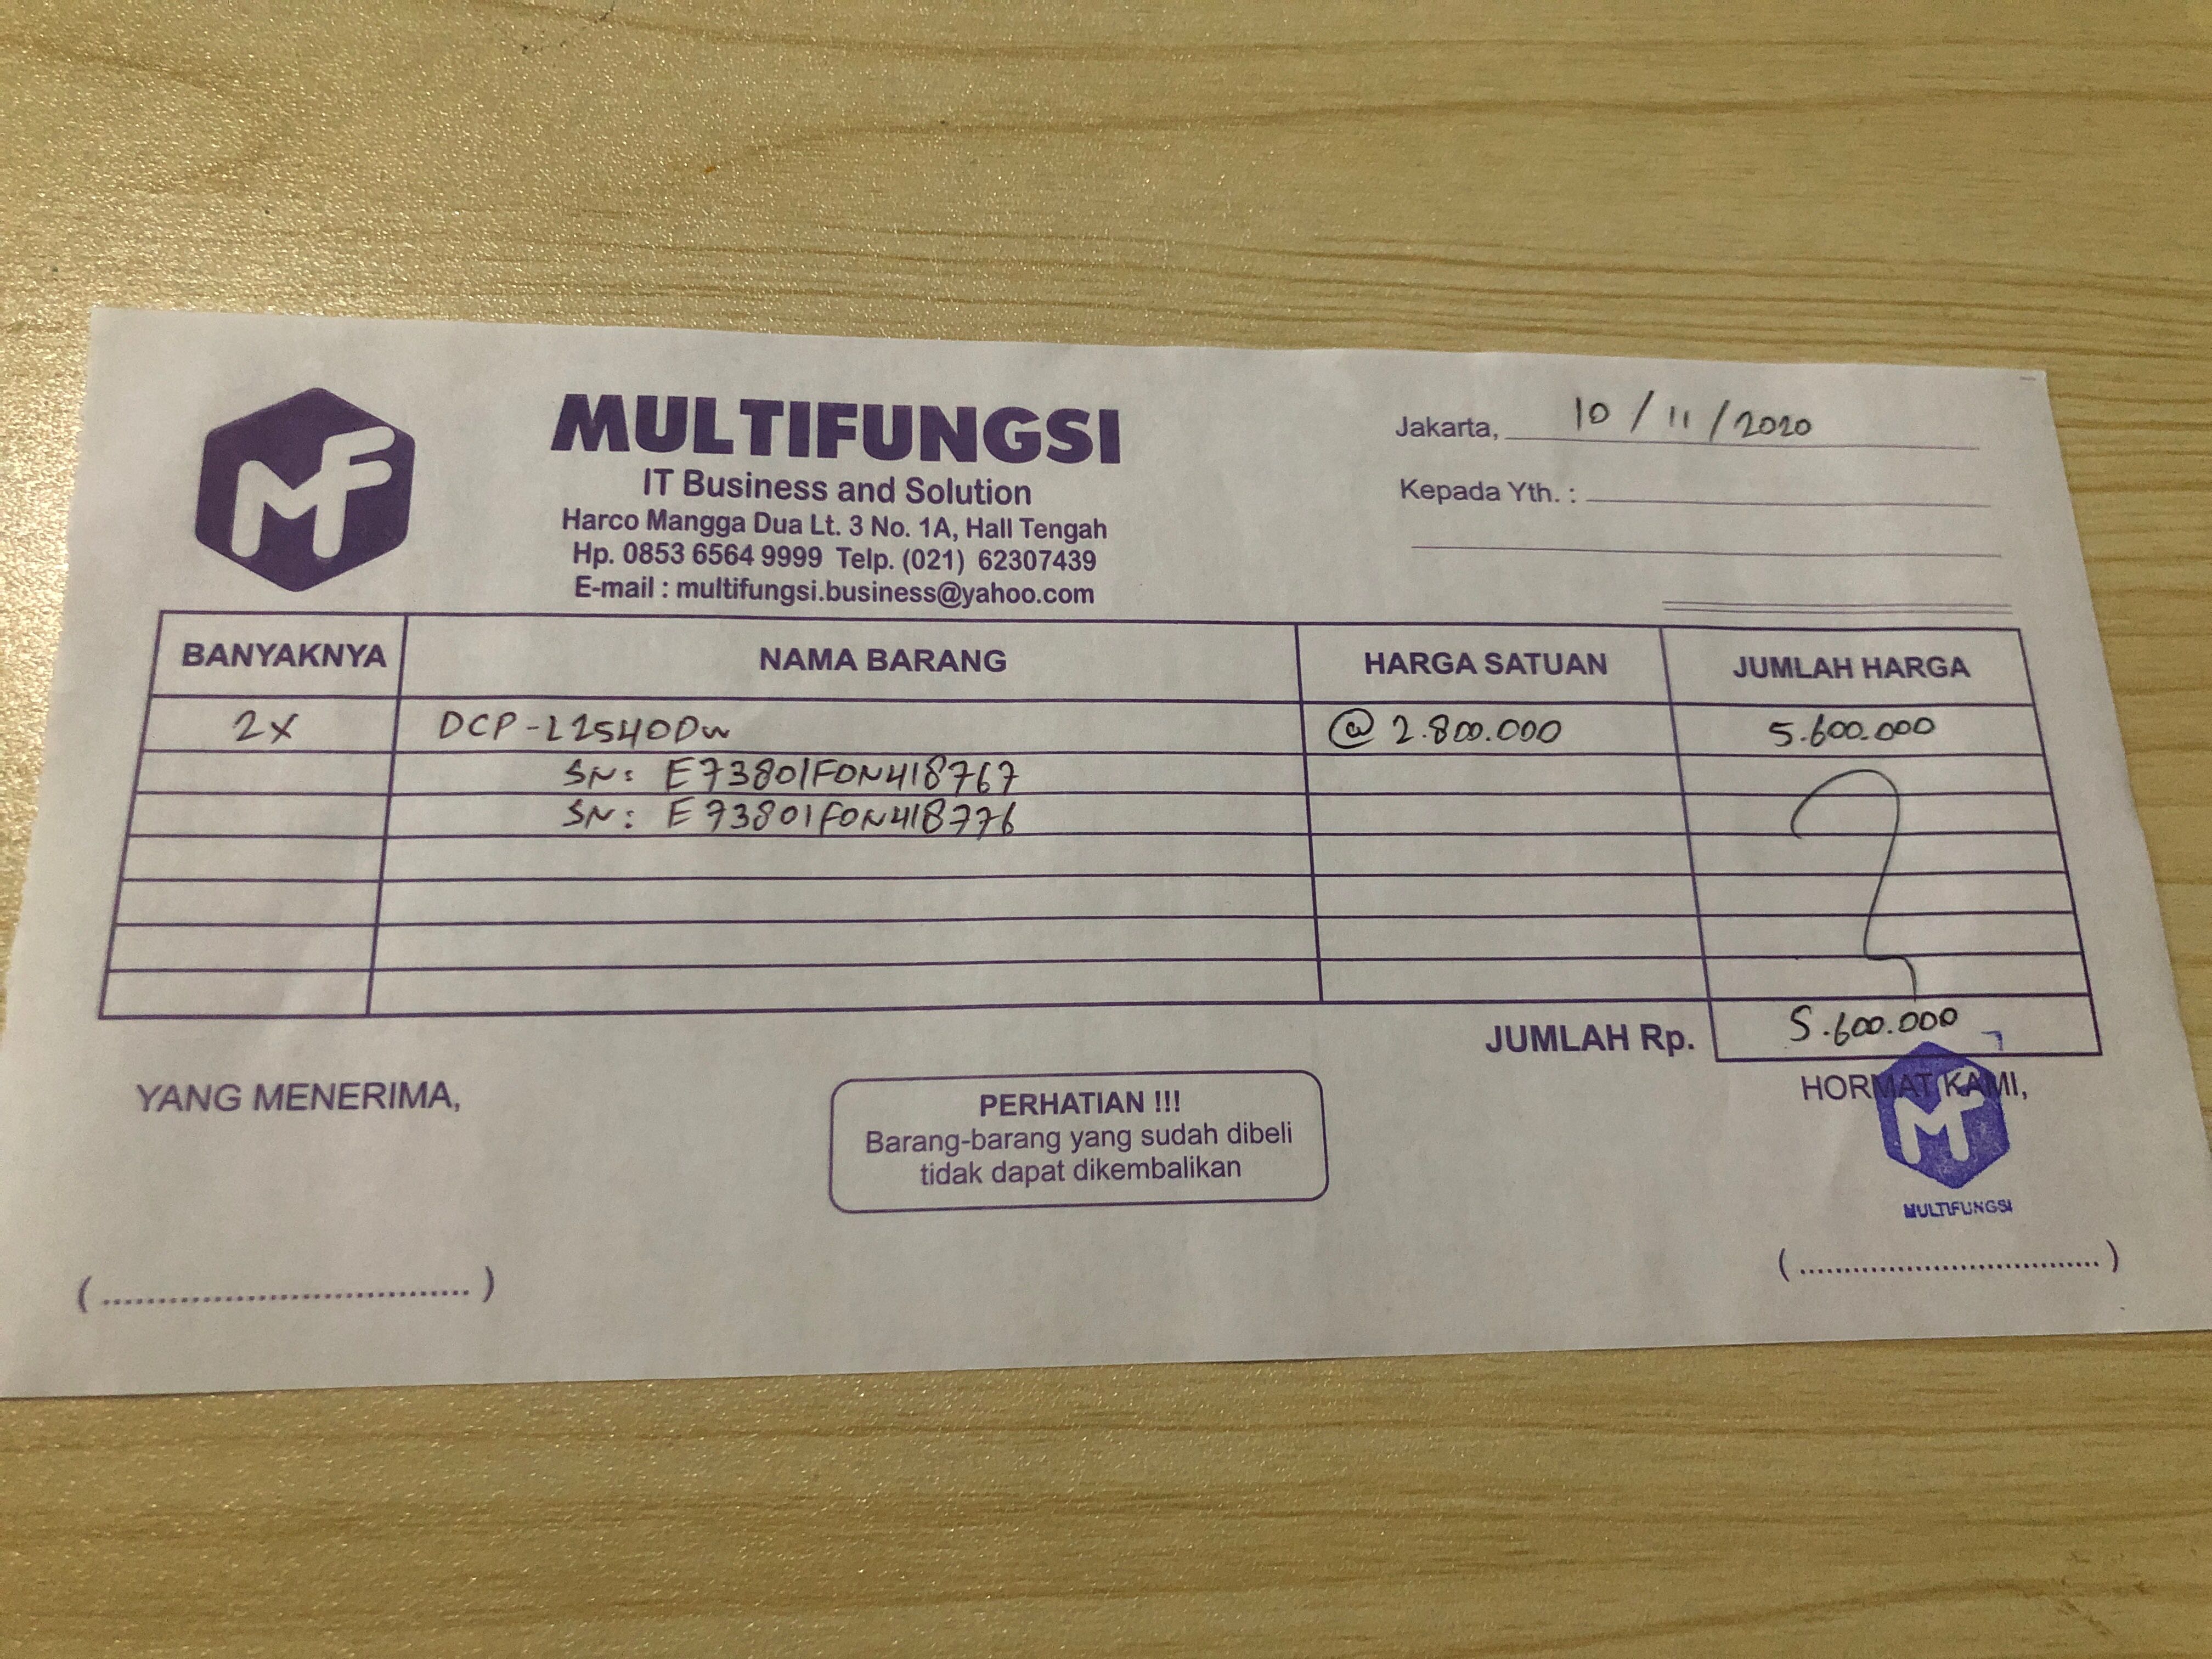 MF
MULTIFUNGSI
IT Business and Solution
Harco Mangga Dua Lt. 3 No. 1A, Hall Tengah
Hp. 0853 6564 9999 Telp. (021) 62307439
E-mail : multifungsi.business@yahoo.com
Jakarta, 10 / 11 / 2020
Kepada Yth. :
BANYAKNYA NAMA BARANG HARGA SATUAN JUMLAH HARGA
2X DCP-L2540DW @ 2.800.000 5.600.000
SN: E73801F0N418767
SN: E73801F0N418776
JUMLAH Rp. 5.600.000
YANG MENERIMA,
PERHATIAN !!!
Barang-barang yang sudah dibeli
tidak dapat dikembalikan
HORMAT KAMI,
MF
MULTIFUNGSI
(..................................)
(..................................)